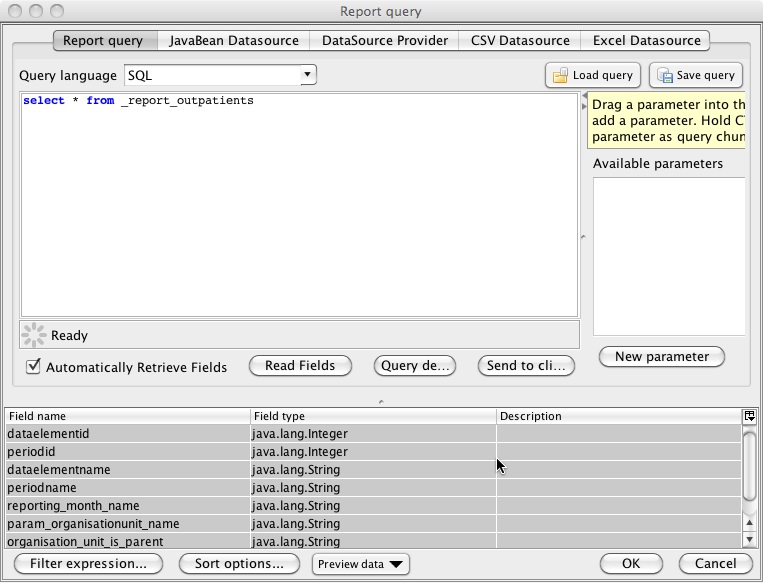 Report query
Report query JavaBean Datasource DataSource Provider CSV Datasource Excel Datasource
Query language SQL Load query Save query
select * from _report_outpatients
Drag a parameter into th
add a parameter. Hold C
parameter as query chun
Available parameters
Ready
New parameter
Automatically Retrieve Fields Read Fields Query de... Send to cli...
Field name Field type Description
dataelementid java.lang.Integer
periodid java.lang.Integer
dataelementname java.lang.String
periodname java.lang.String
reporting_month_name java.lang.String
param_organisationunit_name java.lang.String
organisation_unit_is_parent java.lang.String
Filter expression... Sort options... Preview data OK Cancel